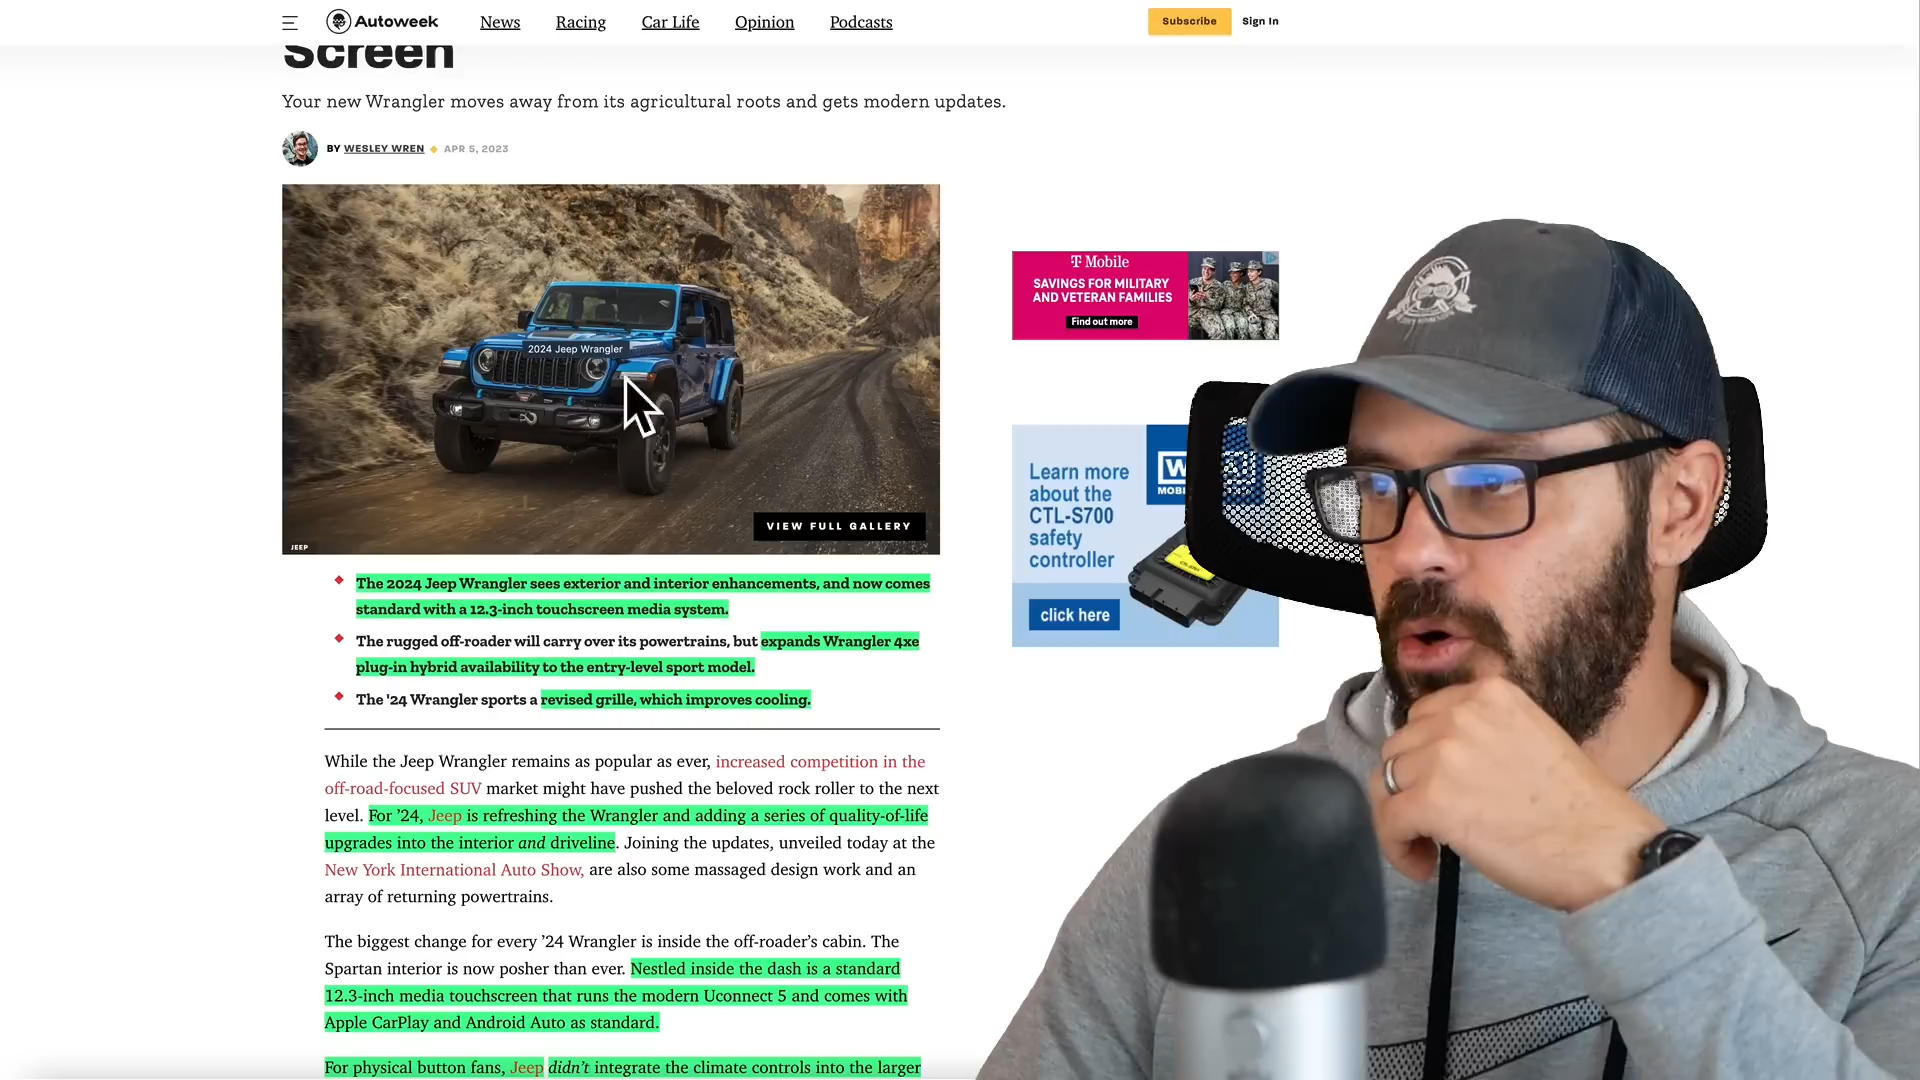 Autoweek
News
Racing
Car Life
Opinion
Podcasts
Subscribe
Sign In
Screen
Your new Wrangler moves away from its agricultural roots and gets modern updates.
BY WESLEY WREN ◆ APR 5, 2023
2024 Jeep Wrangler
VIEW FULL GALLERY
JEEP
The 2024 Jeep Wrangler sees exterior and interior enhancements, and now comes
standard with a 12.3-inch touchscreen media system.
The rugged off-roader will carry over its powertrains, but expands Wrangler 4xe
plug-in hybrid availability to the entry-level sport model.
The '24 Wrangler sports a revised grille, which improves cooling.
While the Jeep Wrangler remains as popular as ever, increased competition in the
off-road-focused SUV market might have pushed the beloved rock roller to the next
level. For ’24, Jeep is refreshing the Wrangler and adding a series of quality-of-life
upgrades into the interior and driveline. Joining the updates, unveiled today at the
New York International Auto Show, are also some massaged design work and an
array of returning powertrains.
The biggest change for every ’24 Wrangler is inside the off-roader’s cabin. The
Spartan interior is now posher than ever. Nestled inside the dash is a standard
12.3-inch media touchscreen that runs the modern Uconnect 5 and comes with
Apple CarPlay and Android Auto as standard.
For physical button fans, Jeep didn’t integrate the climate controls into the larger
T Mobile
SAVINGS FOR MILITARY
AND VETERAN FAMILIES
Find out more
Learn more
about the
CTL-S700
safety
controller
click here
W
MOBI